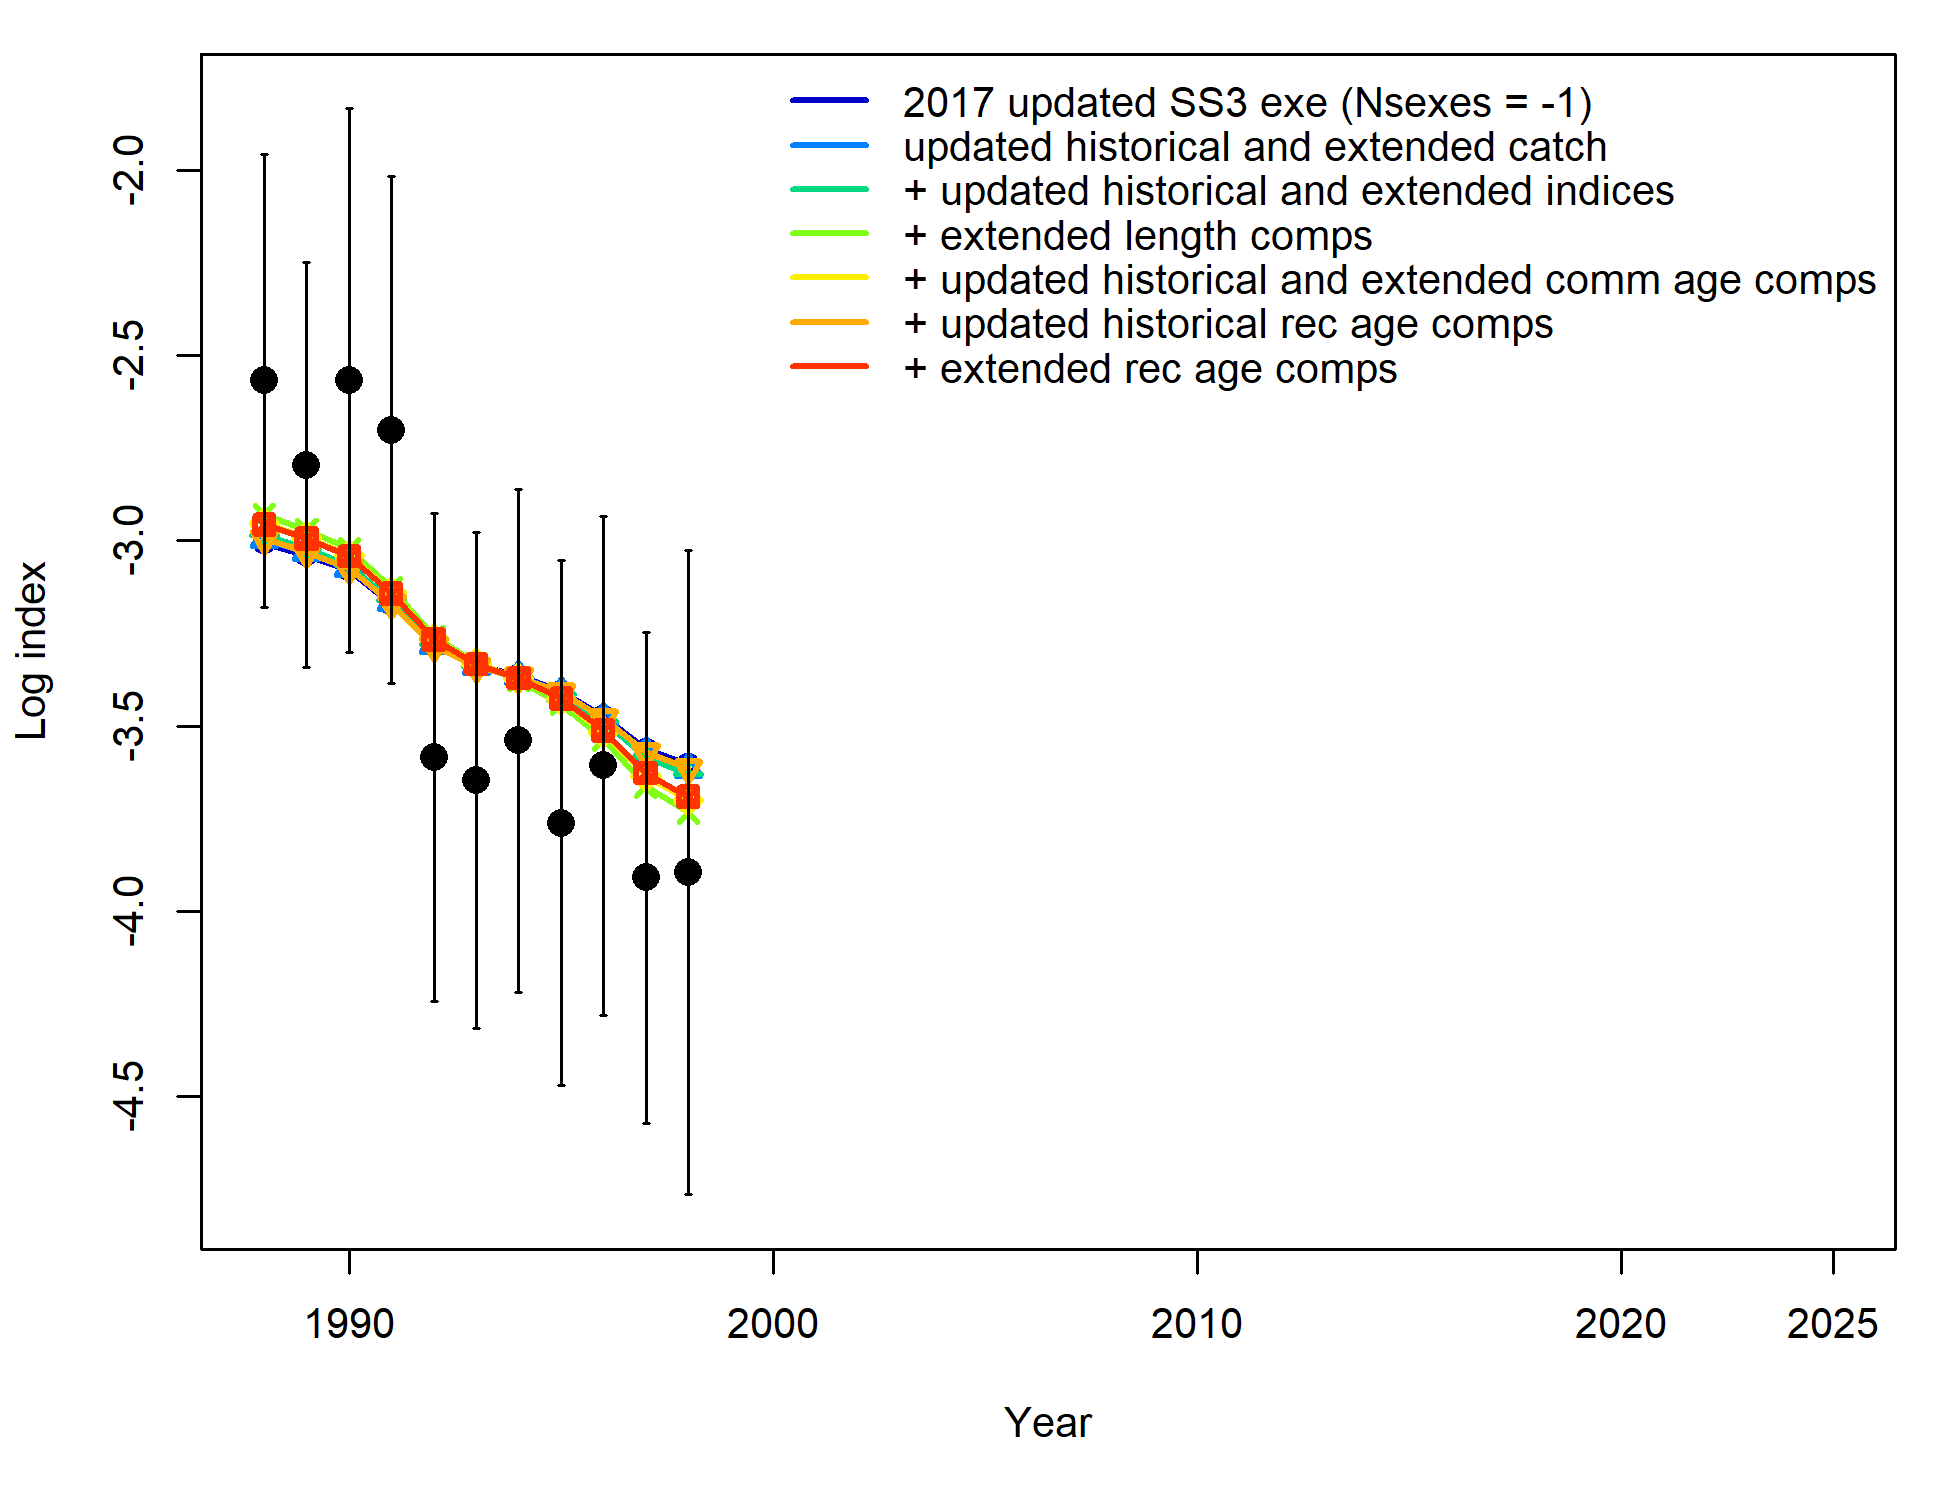 2017 updated SS3 exe (Nsexes = -1)
updated historical and extended catch
+ updated historical and extended indices
+ extended length comps
+ updated historical and extended comm age comps
+ updated historical rec age comps
+ extended rec age comps
-2.0
-2.5
-3.0
-3.5
-4.0
-4.5
Log index
1990 2000 2010 2020 2025
Year